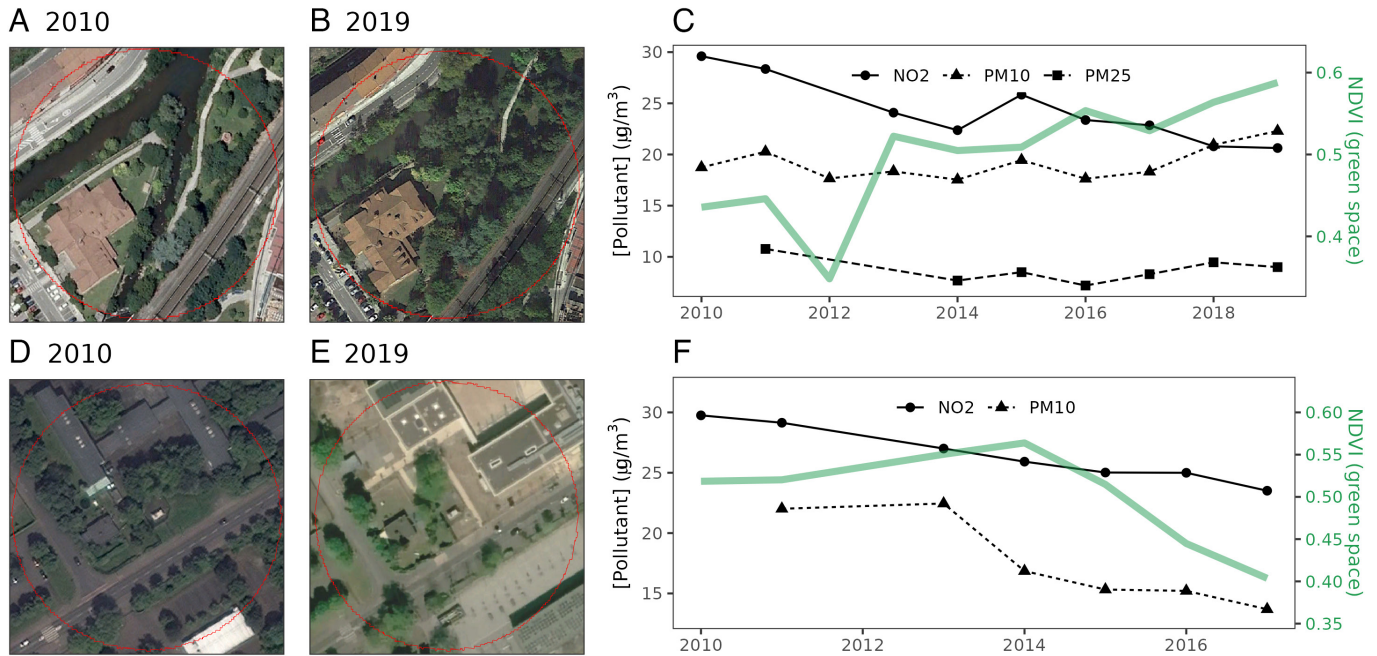 A 2010
B 2019
C
NO2 PM10 PM25
[Pollutant] (µg/m³)
30
25
20
15
10
2010 2012 2014 2016 2018
0.6
0.5
0.4
NDVI (green space)
D 2010
E 2019
F
NO2 PM10
[Pollutant] (µg/m³)
30
25
20
15
2010 2012 2014 2016
0.60
0.55
0.50
0.45
0.40
0.35
NDVI (green space)